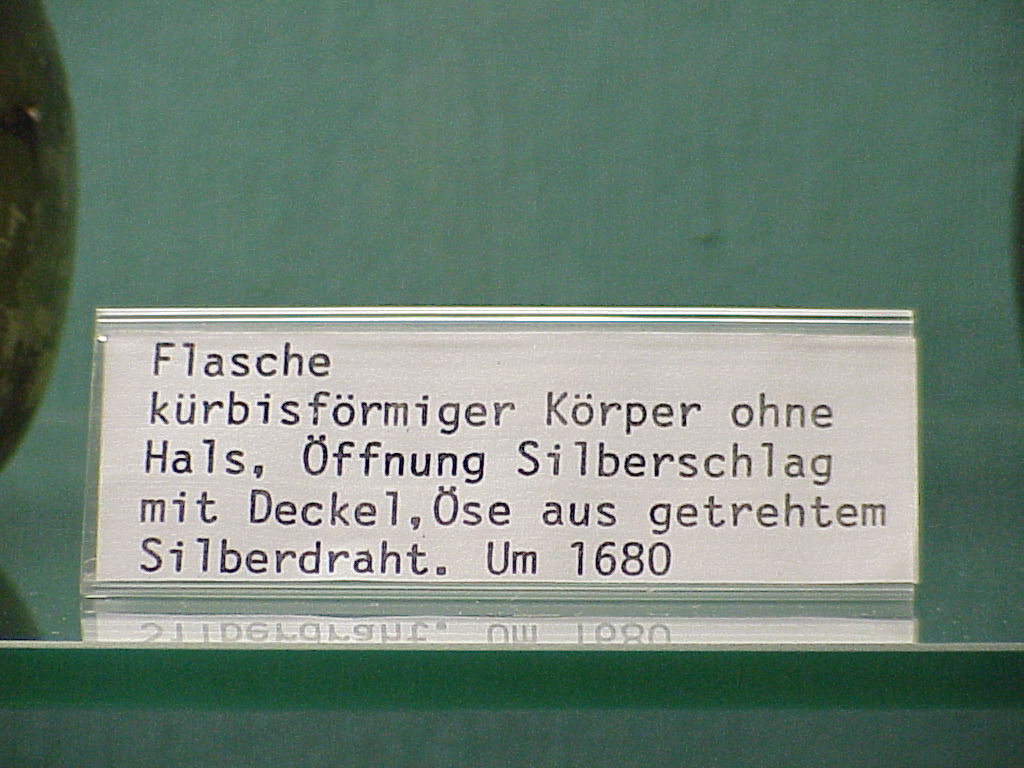 Flasche
kürbisförmiger Körper ohne
Hals, Öffnung Silberschlag
mit Deckel,Öse aus getrehtem
Silberdraht. Um 1680